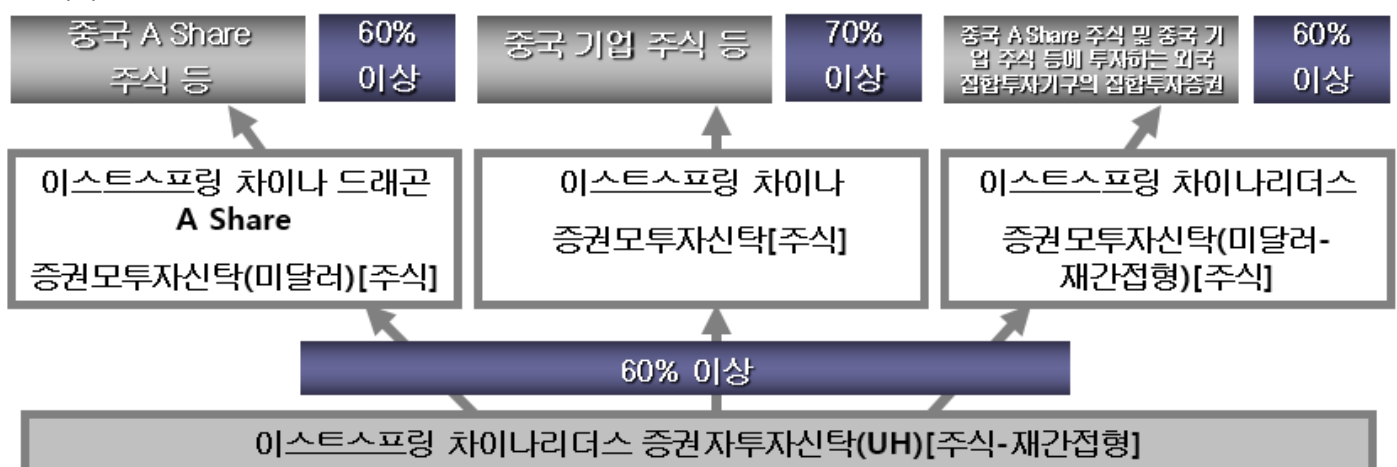 중국 A Share
주식 등
60%
이상
중국 기업 주식 등
70%
이상
중국 A Share 주식 및 중국 기
업 주식 등에 투자하는 외국
집합투자기구의 집합투자증권
60%
이상
이스트스프링 차이나 드래곤
A Share
증권모투자신탁(미달러)[주식]
이스트스프링 차이나
증권모투자신탁[주식]
이스트스프링 차이나리더스
증권모투자신탁(미달러-
재간접형)[주식]
60% 이상
이스트스프링 차이나리더스 증권자투자신탁(UH)[주식-재간접형]